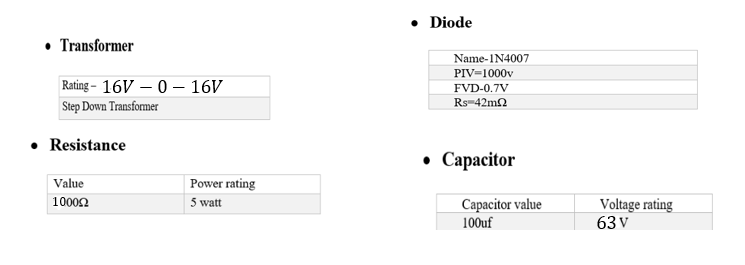 • Transformer
Rating – 16V – 0 – 16V
Step Down Transformer
• Resistance
Value Power rating
1000Ω 5 watt
• Diode
Name-1N4007
PIV=1000v
FVD-0.7V
Rs=42mΩ
• Capacitor
Capacitor value Voltage rating
100uf 63 V